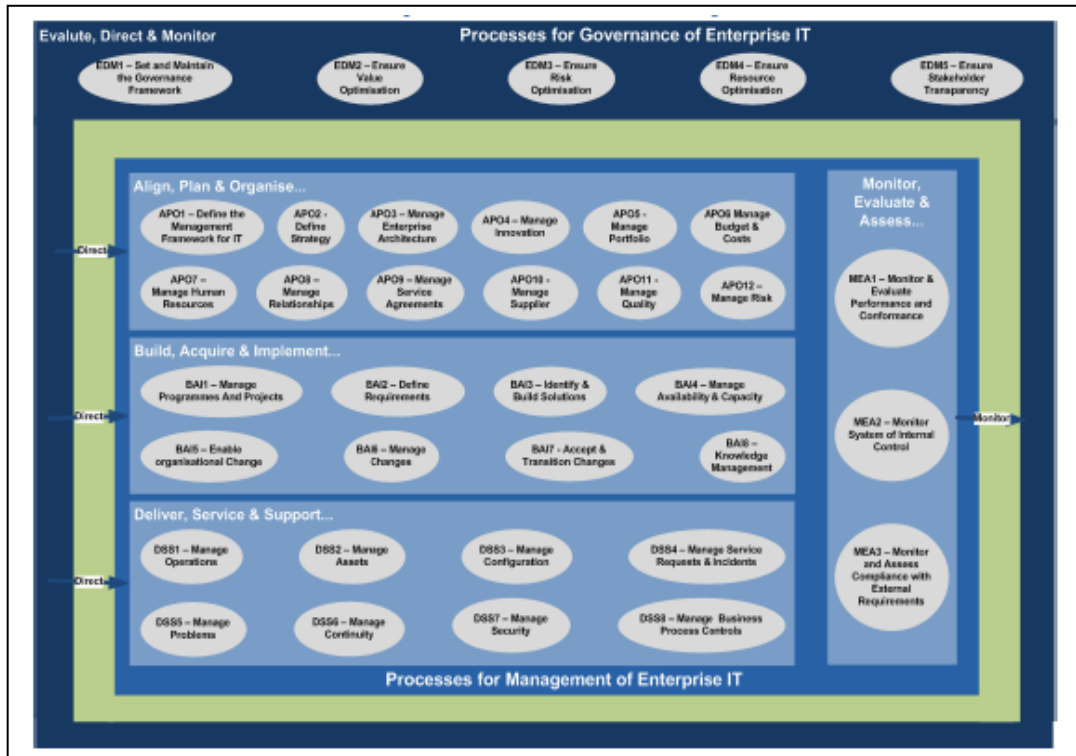 Evalute, Direct & Monitor
Processes for Governance of Enterprise IT
EDM1 – Set and Maintain
the Governance
Framework
EDM2 – Ensure
Value
Optimisation
EDM3 – Ensure
Risk
Optimisation
EDM4 – Ensure
Resource
Optimisation
EDM5 – Ensure
Stakeholder
Transparency
Align, Plan & Organise...
APO1 – Define the
Management
Framework for IT
APO2 -
Define
Strategy
APO3 – Manage
Enterprise
Architecture
APO4 – Manage
Innovation
APO5 -
Manage
Portfolio
APO6 Manage
Budget &
Costs
Direct
APO7 –
Manage Human
Resources
APO8 –
Manage
Relationships
APO9 – Manage
Service
Agreements
APO10 -
Manage
Supplier
APO11 -
Manage
Quality
APO12 –
Manage Risk
Build, Acquire & Implement...
BAI1 – Manage
Programmes And Projects
BAI2 – Define
Requirements
BAI3 – Identify &
Build Solutions
BAI4 – Manage
Availability & Capacity
Direct
BAI5 – Enable
organisational Change
BAI6 – Manage
Changes
BAI7 - Accept &
Transition Changes
BAI8 –
Knowledge
Management
Deliver, Service & Support...
DSS1 – Manage
Operations
DSS2 – Manage
Assets
DSS3 – Manage
Configuration
DSS4 – Manage Service
Requests & Incidents
Direct
DSS5 – Manage
Problems
DSS6 – Manage
Continuity
DSS7 – Manage
Security
DSS8 – Manage Business
Process Controls
Monitor,
Evaluate &
Assess...
MEA1 – Monitor &
Evaluate
Performance and
Conformance
MEA2 – Monitor
System of Internal
Control
Monitor
MEA3 – Monitor
and Assess
Compliance with
External
Requirements
Processes for Management of Enterprise IT